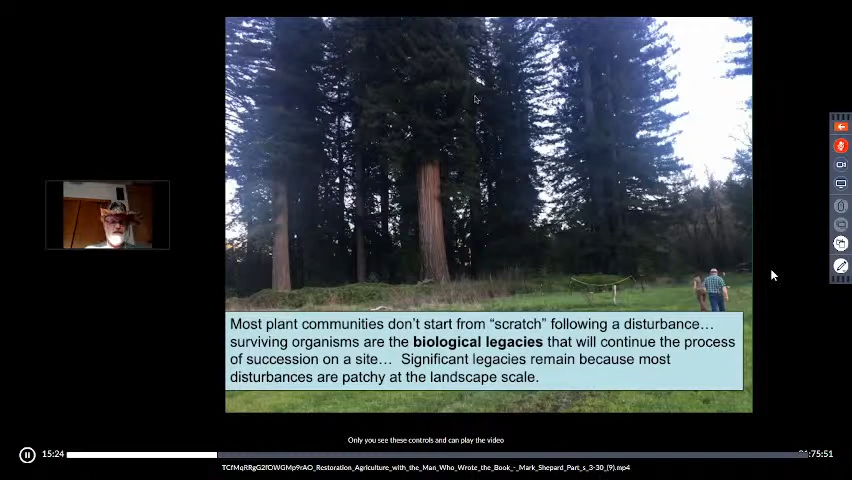 Most plant communities don't start from “scratch” following a disturbance…
surviving organisms are the biological legacies that will continue the process
of succession on a site… Significant legacies remain because most
disturbances are patchy at the landscape scale.
Only you see these controls and can play the video
15:24